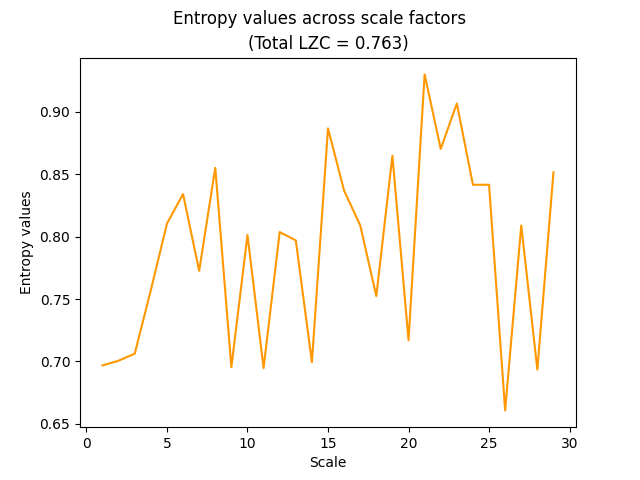 Entropy values across scale factors
(Total LZC = 0.763)
0.90
0.85
0.80
0.75
0.70
0.65
Entropy values
0 5 10 15 20 25 30
Scale